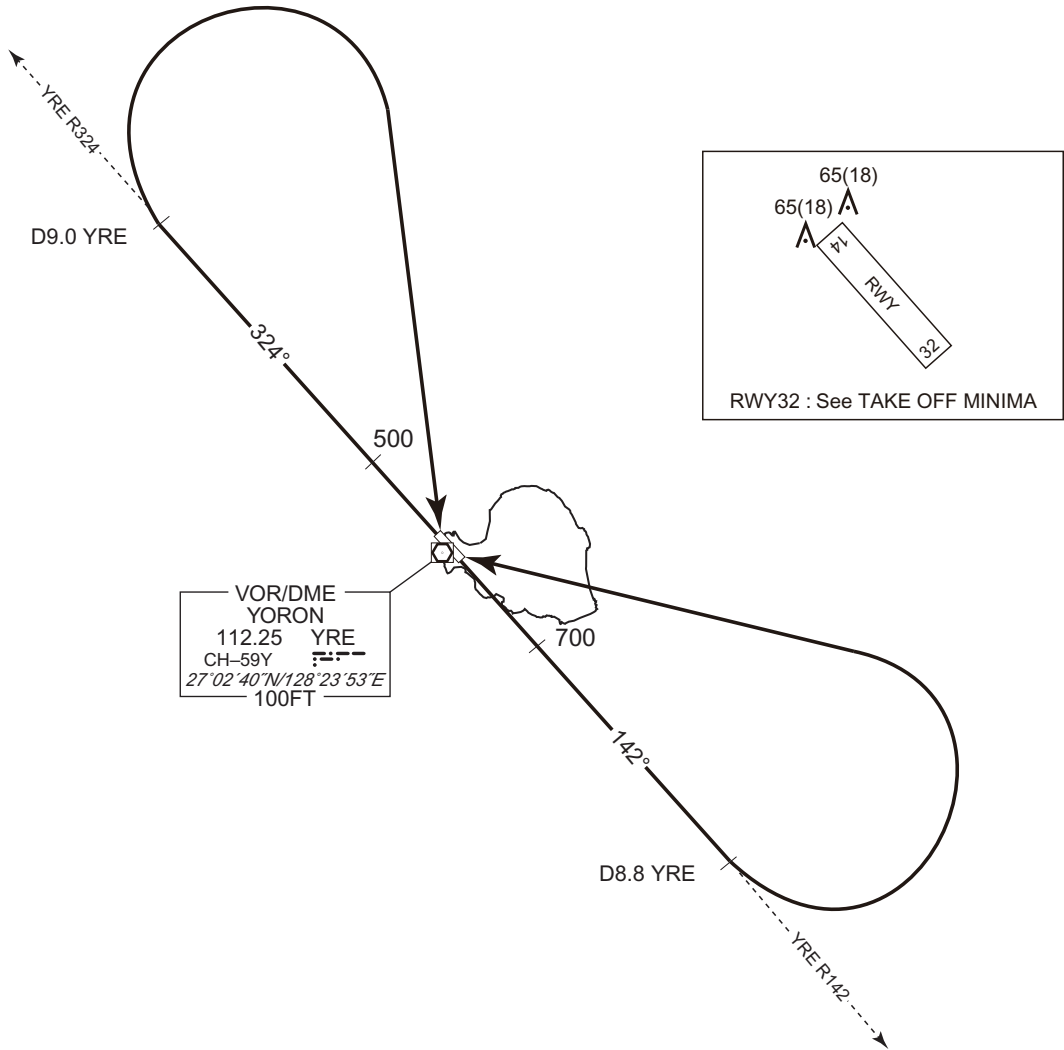 YRE R324
D9.0 YRE
324°
500
65(18)
65(18)
14
RWY
32
RWY32 : See TAKE OFF MINIMA
VOR/DME
YORON
112.25 YRE
CH–59Y
27°02´40˝N/128°23´53˝E
100FT
700
142°
D8.8 YRE
YRE R142